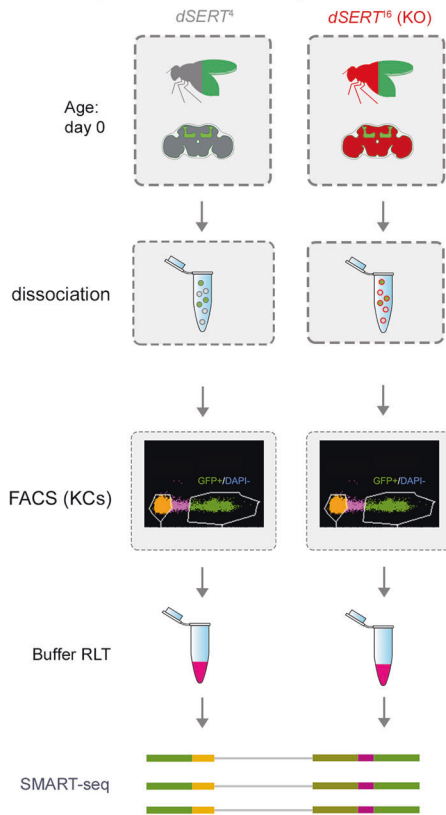 dSERT⁴ dSERT¹⁶ (KO)
Age:
day 0
dissociation
GFP+/DAPI- GFP+/DAPI-
FACS (KCs)
Buffer RLT
SMART-seq